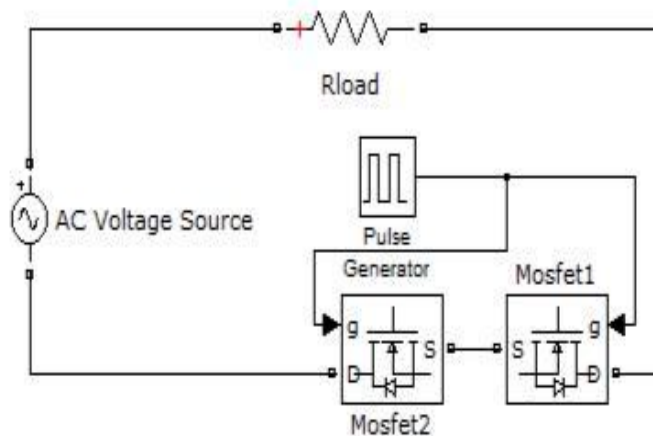 Rload
+
AC Voltage Source
Pulse
Generator
Mosfet1
g
S
D
S
g
D
Mosfet2